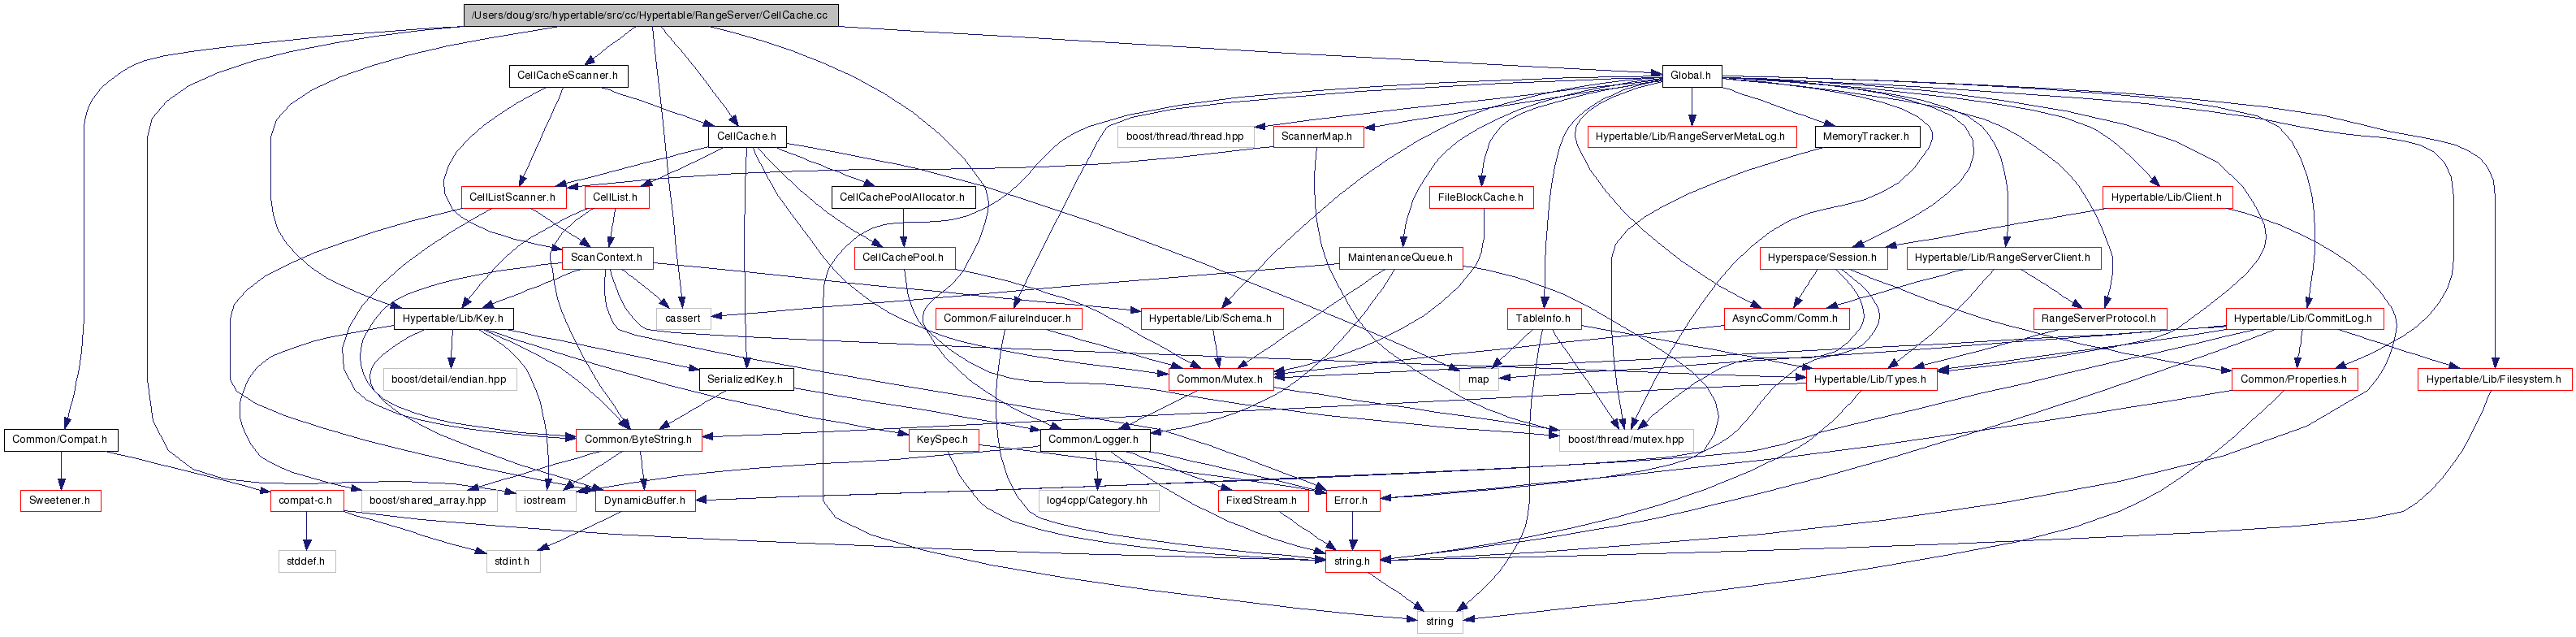 /Users/doug/src/hypertable/src/cc/Hypertable/RangeServer/CellCache.cc
CellCacheScanner.h
Global.h
CellCache.h
boost/thread/thread.hpp
ScannerMap.h
Hypertable/Lib/RangeServerMetaLog.h
MemoryTracker.h
CellListScanner.h
CellList.h
CellCachePoolAllocator.h
FileBlockCache.h
Hypertable/Lib/Client.h
ScanContext.h
CellCachePool.h
MaintenanceQueue.h
Hyperspace/Session.h
Hypertable/Lib/RangeServerClient.h
Hypertable/Lib/Key.h
cassert
Common/FailureInducer.h
Hypertable/Lib/Schema.h
TableInfo.h
AsyncComm/Comm.h
RangeServerProtocol.h
Hypertable/Lib/CommitLog.h
boost/detail/endian.hpp
SerializedKey.h
Common/Mutex.h
map
Hypertable/Lib/Types.h
Common/Properties.h
Hypertable/Lib/Filesystem.h
Common/Compat.h
Common/ByteString.h
KeySpec.h
Common/Logger.h
boost/thread/mutex.hpp
Sweetener.h
compat-c.h
boost/shared_array.hpp
iostream
DynamicBuffer.h
log4cpp/Category.hh
FixedStream.h
Error.h
stddef.h
stdint.h
string.h
string